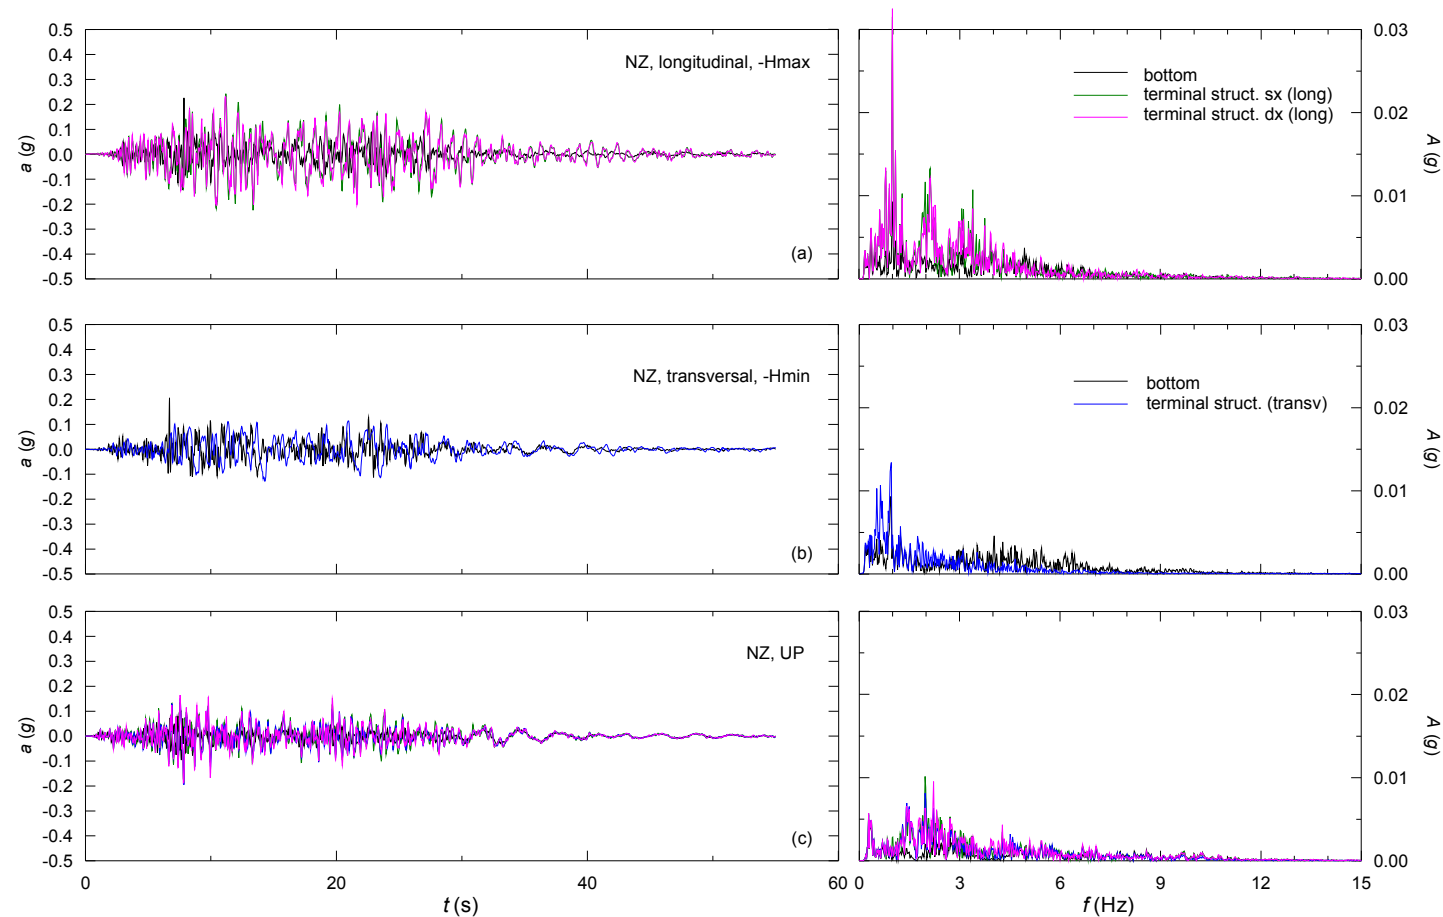 0.5
0.4
0.3
0.2
0.1
0.0
-0.1
-0.2
-0.3
-0.4
-0.5
a (g)
NZ, longitudinal, -Hmax
(a)
bottom
terminal struct. sx (long)
terminal struct. dx (long)
0.03
0.02
0.01
0.00
A (g)
0.5
0.4
0.3
0.2
0.1
0.0
-0.1
-0.2
-0.3
-0.4
-0.5
a (g)
NZ, transversal, -Hmin
(b)
bottom
terminal struct. (transv)
0.03
0.02
0.01
0.00
A (g)
0.5
0.4
0.3
0.2
0.1
0.0
-0.1
-0.2
-0.3
-0.4
-0.5
a (g)
NZ, UP
(c)
0.03
0.02
0.01
0.00
A (g)
0 20 40 60
t (s)
0 3 6 9 12 15
f (Hz)